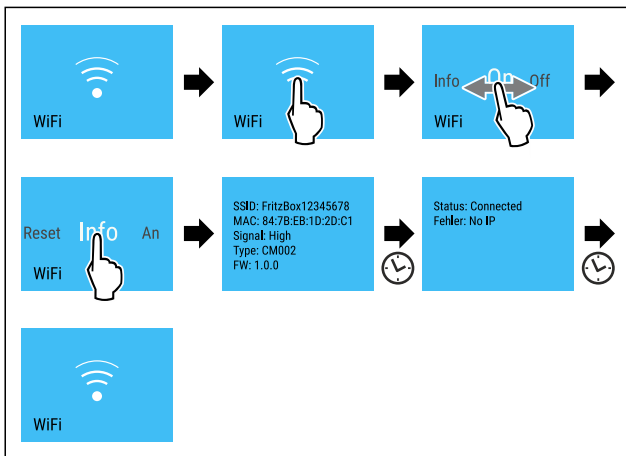 WiFi
WiFi
Info On Off
WiFi
Reset Info An
WiFi
SSID: FritzBox12345678
MAC: 84:7B:EB:1D:2D:C1
Signal: High
Type: CM002
FW: 1.0.0
Status: Connected
Fehler: No IP
WiFi